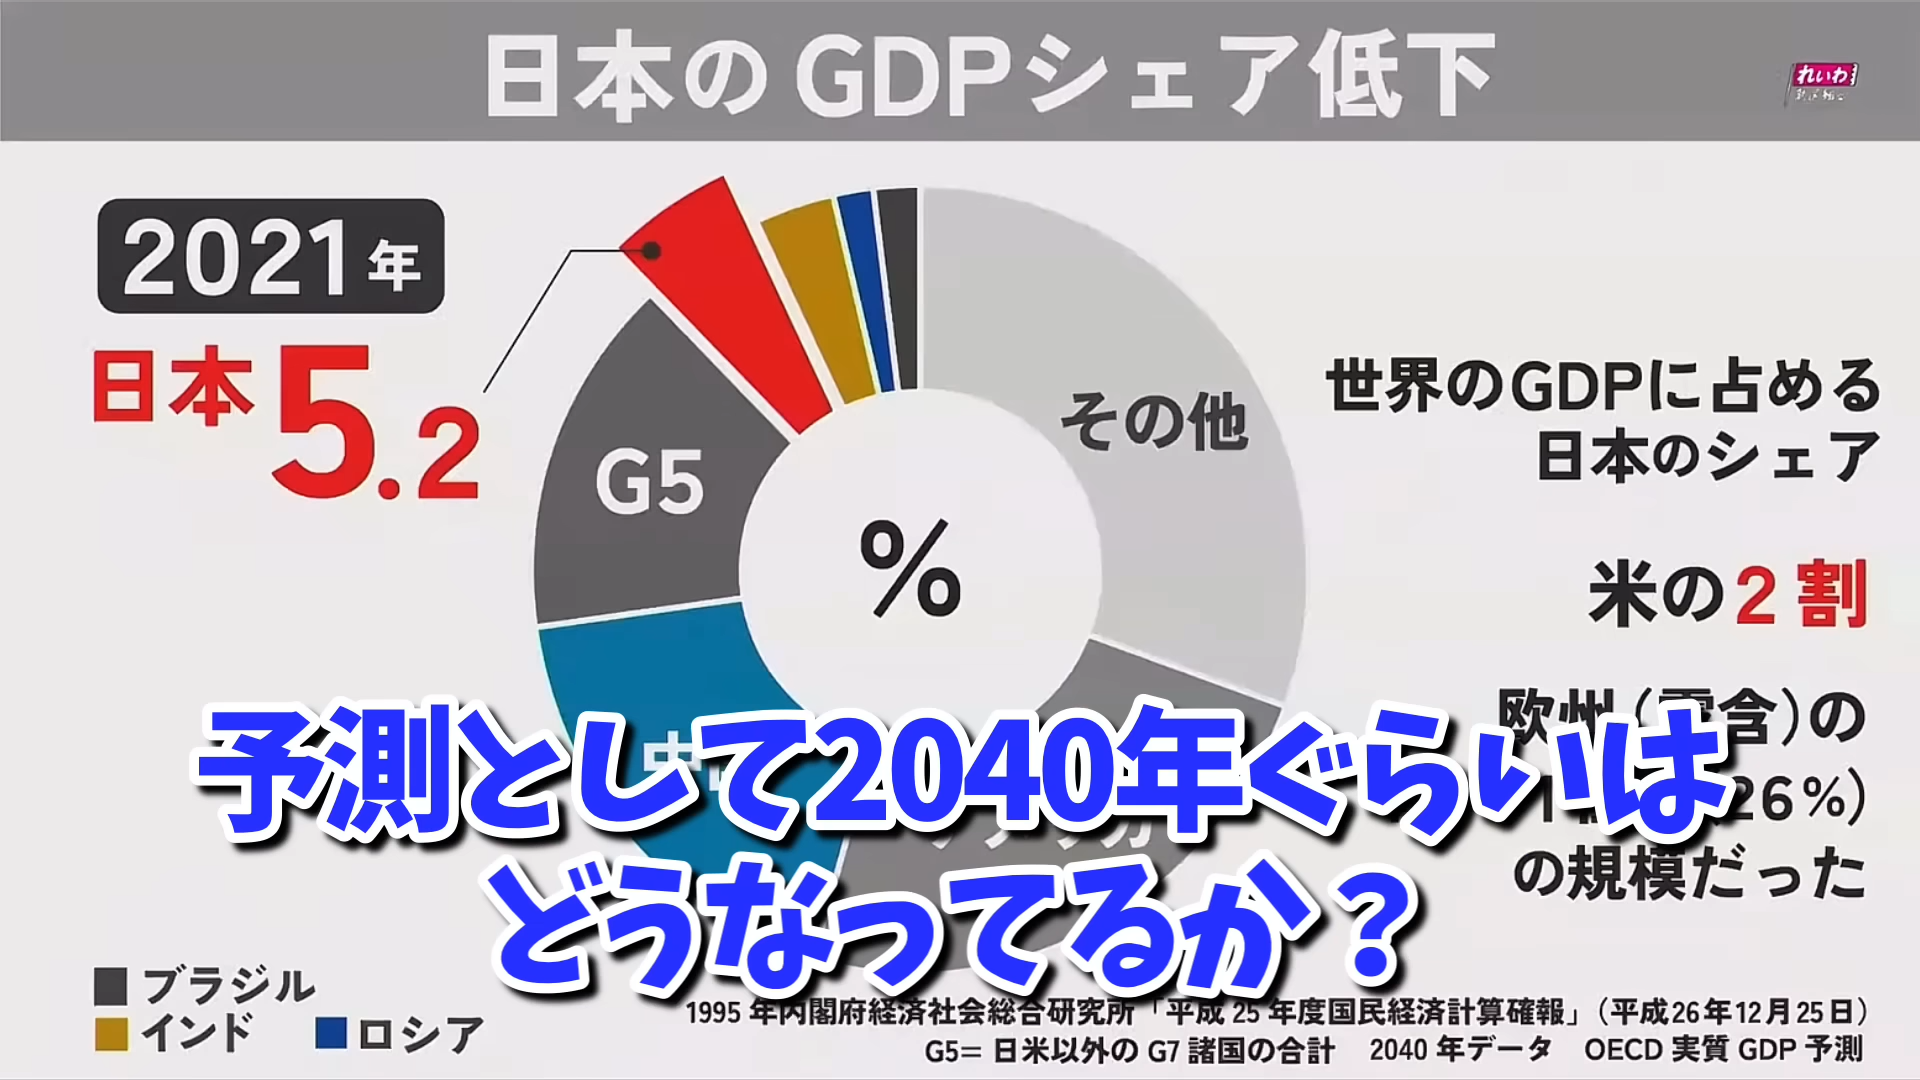 日本のGDPシェア低下
れいわ
2021年
日本5.2
G5
その他
%
世界のGDPに占める
日本のシェア
米の2割
欧州(含)の
26%)
の規模だった
予測として2040年ぐらいは
どうなってるか?
ブラジル
インド ロシア
1995年内閣府経済社会総合研究所「平成25年度国民経済計算確報」(平成26年12月25日)
G5=日米以外のG7諸国の合計 2040年データ OECD実質GDP予測